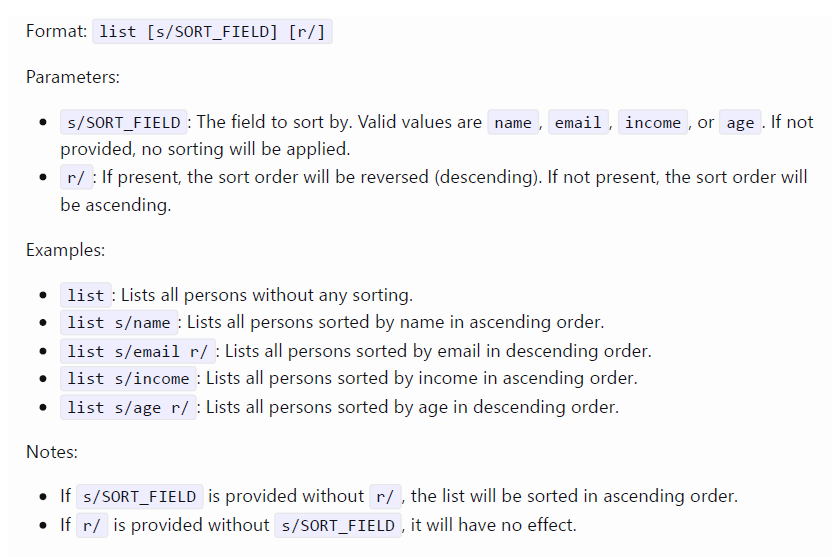 Format: list [s/SORT_FIELD] [r/]
Parameters:
• s/SORT_FIELD : The field to sort by. Valid values are name , email , income , or age . If not
provided, no sorting will be applied.
• r/ : If present, the sort order will be reversed (descending). If not present, the sort order will
be ascending.
Examples:
• list : Lists all persons without any sorting.
• list s/name : Lists all persons sorted by name in ascending order.
• list s/email r/ : Lists all persons sorted by email in descending order.
• list s/income : Lists all persons sorted by income in ascending order.
• list s/age r/ : Lists all persons sorted by age in descending order.
Notes:
• If s/SORT_FIELD is provided without r/ , the list will be sorted in ascending order.
• If r/ is provided without s/SORT_FIELD , it will have no effect.